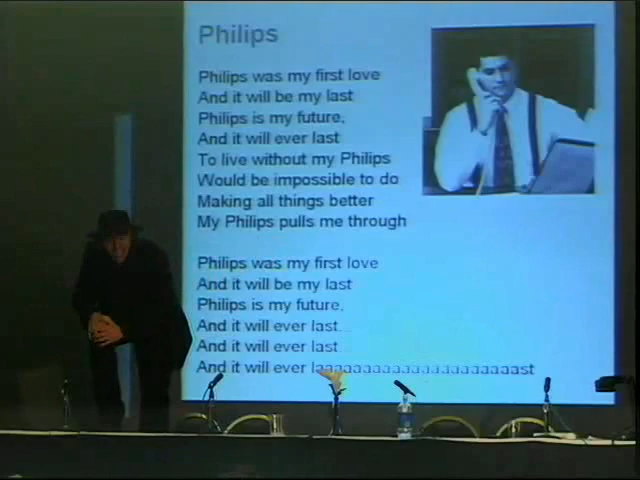 Philips
Philips was my first love
And it will be my last
Philips is my future,
And it will ever last
To live without my Philips
Would be impossible to do
Making all things better
My Philips pulls me through
Philips was my first love
And it will be my last
Philips is my future,
And it will ever last...
And it will ever last...
And it will ever laaaaaaaaaaaaaaaaaaaaaaast